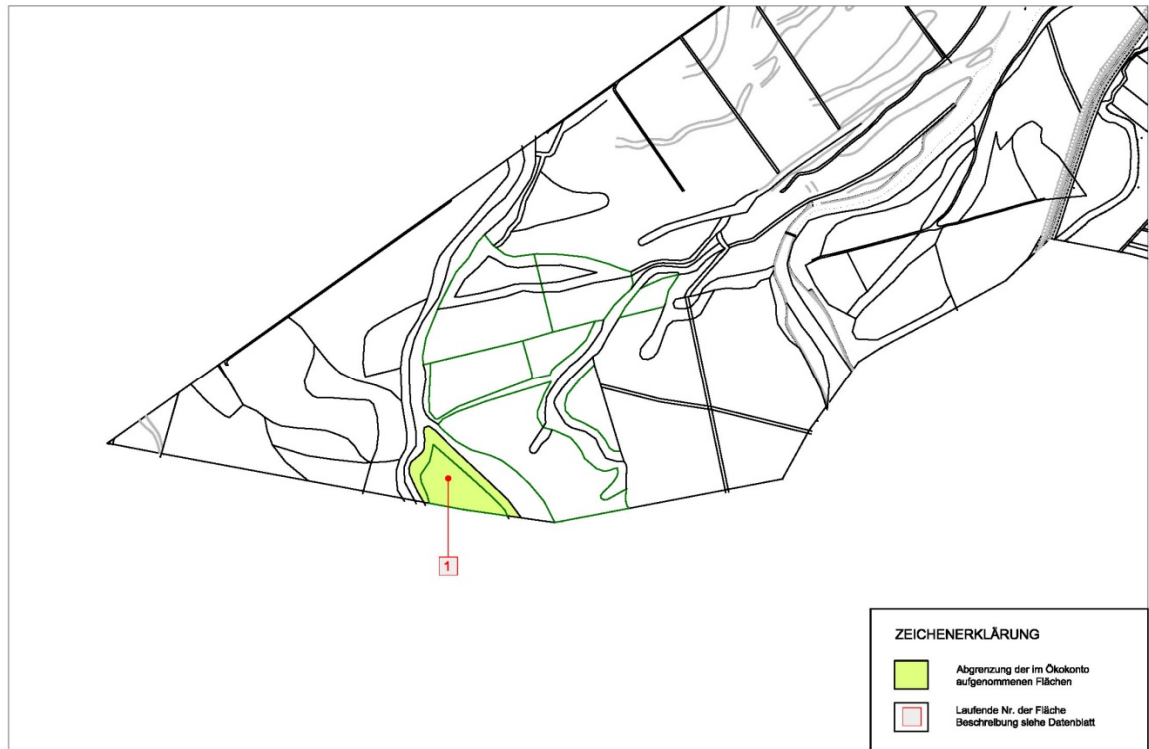 1
ZEICHENERKLÄRUNG
Abgrenzung der im Ökokonto
aufgenommenen Flächen
Laufende Nr. der Fläche
Beschreibung siehe Datenblatt